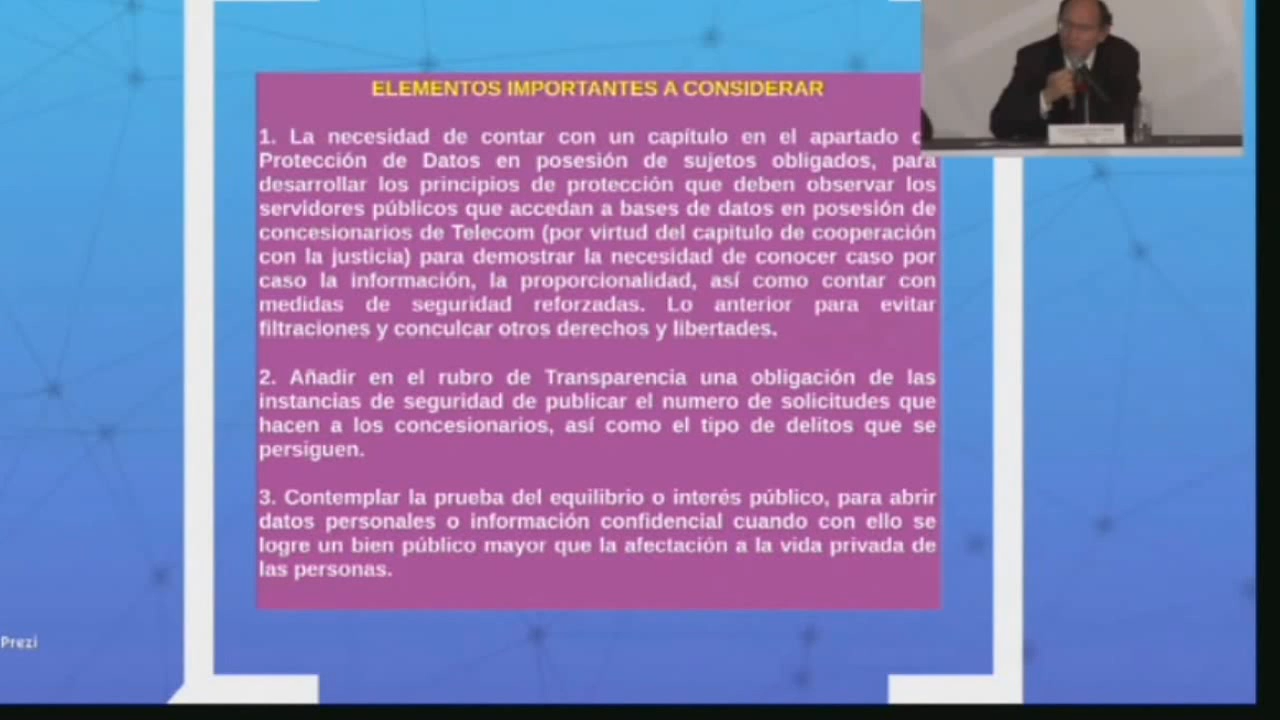 ELEMENTOS IMPORTANTES A CONSIDERAR
1. La necesidad de contar con un capítulo en el apartado
Protección de Datos en posesión de sujetos obligados, para
desarrollar los principios de protección que deben observar los
servidores públicos que accedan a bases de datos en posesión de
concesionarios de Telecom (por virtud del capitulo de cooperación
con la justicia) para demostrar la necesidad de conocer caso por
caso la información, la proporcionalidad, así como contar con
medidas de seguridad reforzadas. Lo anterior para evitar
filtraciones y conculcar otros derechos y libertades.
2. Añadir en el rubro de Transparencia una obligación de las
instancias de seguridad de publicar el numero de solicitudes que
hacen a los concesionarios, así como el tipo de delitos que se
persiguen.
3. Contemplar la prueba del equilibrio o interés público, para abrir
datos personales o información confidencial cuando con ello se
logre un bien público mayor que la afectación a la vida privada de
las personas.
Prezi